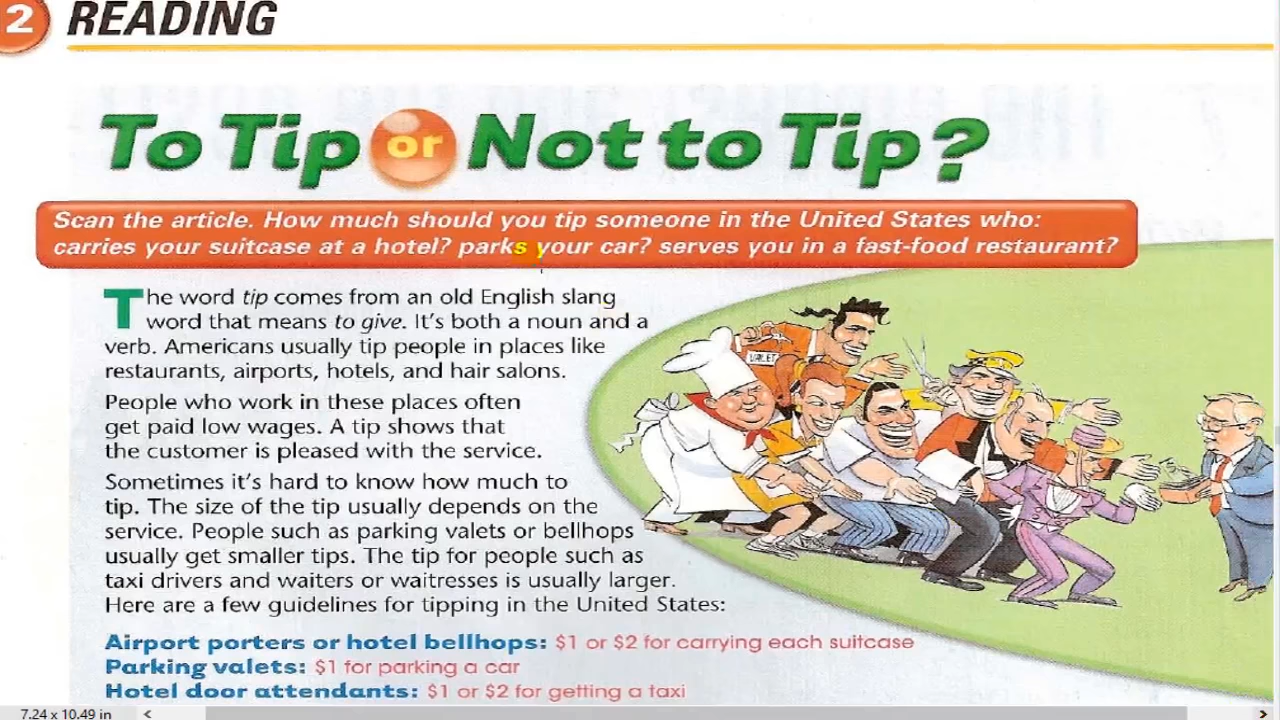 2 READING
To Tip or Not to Tip?
Scan the article. How much should you tip someone in the United States who:
carries your suitcase at a hotel? parks your car? serves you in a fast-food restaurant?
The word tip comes from an old English slang
word that means to give. It's both a noun and a
verb. Americans usually tip people in places like
restaurants, airports, hotels, and hair salons.
People who work in these places often
get paid low wages. A tip shows that
the customer is pleased with the service.
Sometimes it's hard to know how much to
tip. The size of the tip usually depends on the
service. People such as parking valets or bellhops
usually get smaller tips. The tip for people such as
taxi drivers and waiters or waitresses is usually larger.
Here are a few guidelines for tipping in the United States:
Airport porters or hotel bellhops: $1 or $2 for carrying each suitcase
Parking valets: $1 for parking a car
Hotel door attendants: $1 or $2 for getting a taxi
VALET
7.24 x 10.49 in